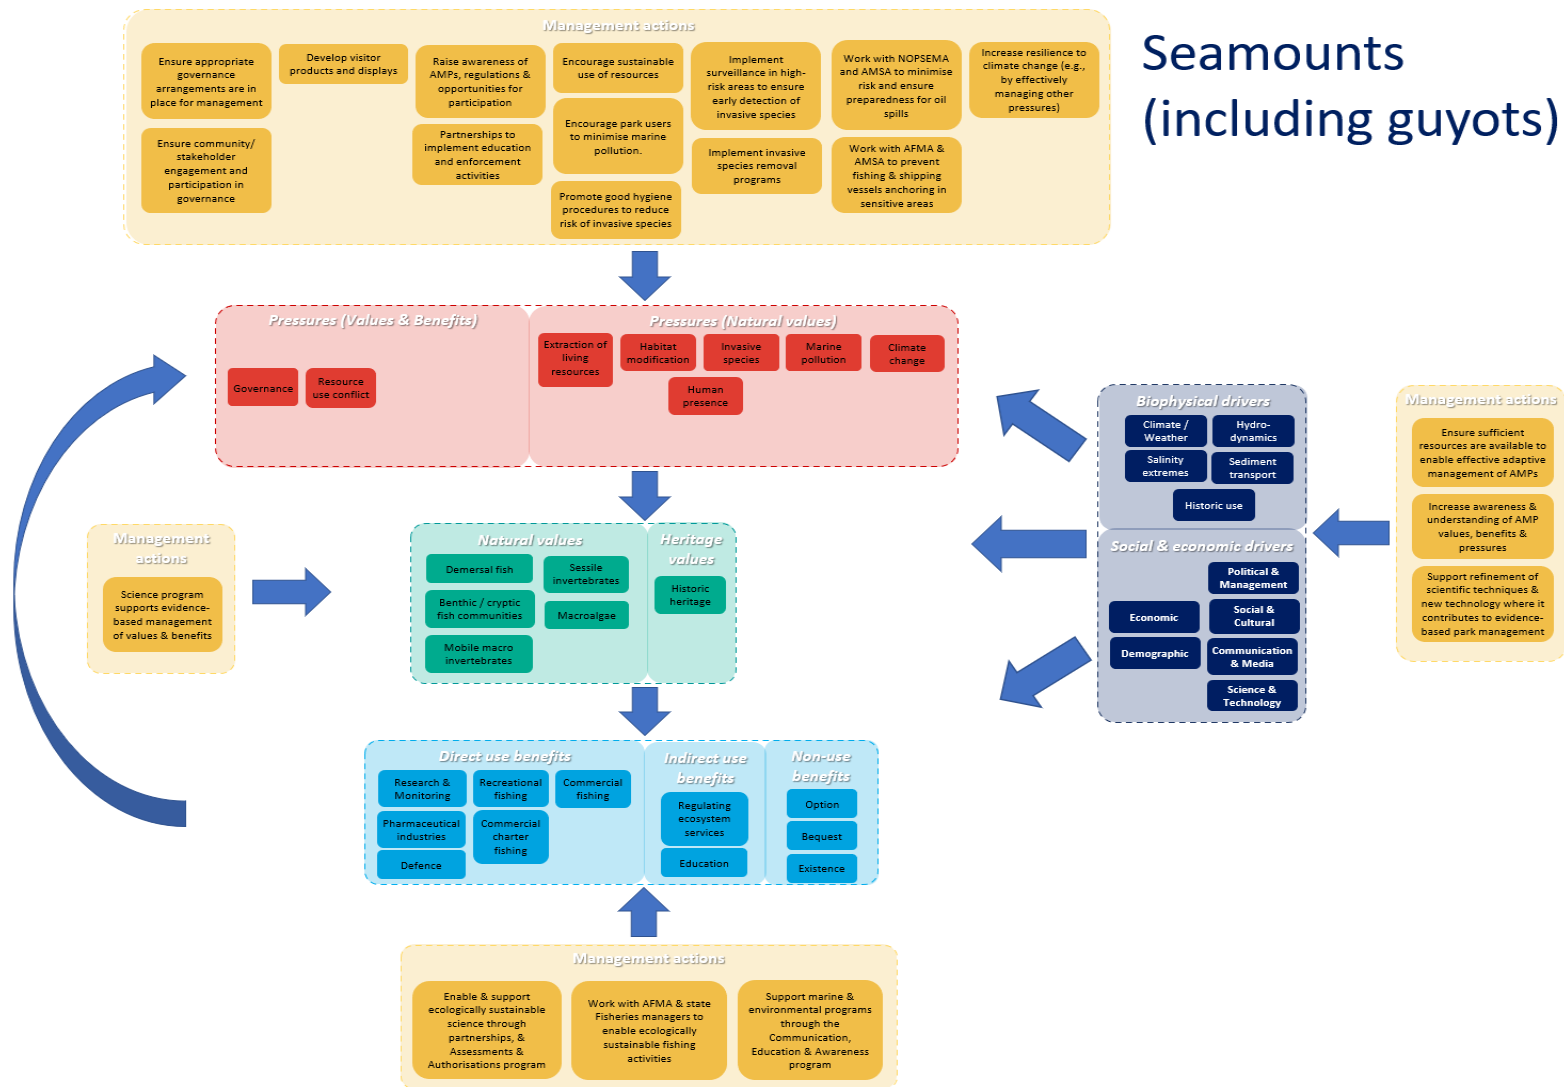 Seamounts
(including guyots)
Management actions
Ensure appropriate
governance
arrangements are in
place for management
Ensure community/
stakeholder
engagement and
participation in
governance
Develop visitor
products and displays
Raise awareness of
AMPs, regulations &
opportunities for
participation
Partnerships to
implement education
and enforcement
activities
Encourage sustainable
use of resources
Encourage park users
to minimise marine
pollution.
Promote good hygiene
procedures to reduce
risk of invasive species
Implement
surveillance in high-
risk areas to ensure
early detection of
invasive species
Implement invasive
species removal
programs
Work with NOPSEMA
and AMSA to minimise
risk and ensure
preparedness for oil
spills
Work with AFMA &
AMSA to prevent
fishing & shipping
vessels anchoring in
sensitive areas
Increase resilience to
climate change (e.g.,
by effectively
managing other
pressures)
Pressures (Values & Benefits)
Governance
Resource
use conflict
Pressures (Natural values)
Extraction of
living
resources
Habitat
modification
Invasive
species
Marine
pollution
Climate
change
Human
presence
Biophysical drivers
Climate /
Weather
Hydro-
dynamics
Salinity
extremes
Sediment
transport
Historic use
Social & economic drivers
Political &
Management
Economic
Social &
Cultural
Demographic
Communication
& Media
Science &
Technology
Management actions
Ensure sufficient
resources are available to
enable effective adaptive
management of AMPs
Increase awareness &
understanding of AMP
values, benefits &
pressures
Support refinement of
scientific techniques &
new technology where it
contributes to evidence-
based park management
Management
actions
Science program
supports evidence-
based management
of values & benefits
Natural values
Demersal fish
Sessile
invertebrates
Benthic / cryptic
fish communities
Macroalgae
Mobile macro
invertebrates
Heritage
values
Historic
heritage
Direct use benefits
Research &
Monitoring
Recreational
fishing
Commercial
fishing
Pharmaceutical
industries
Commercial
charter
fishing
Defence
Indirect use
benefits
Regulating
ecosystem
services
Education
Non-use
benefits
Option
Bequest
Existence
Management actions
Enable & support
ecologically sustainable
science through
partnerships, &
Assessments &
Authorisations program
Work with AFMA & state
Fisheries managers to
enable ecologically
sustainable fishing
activities
Support marine &
environmental programs
through the
Communication,
Education & Awareness
program